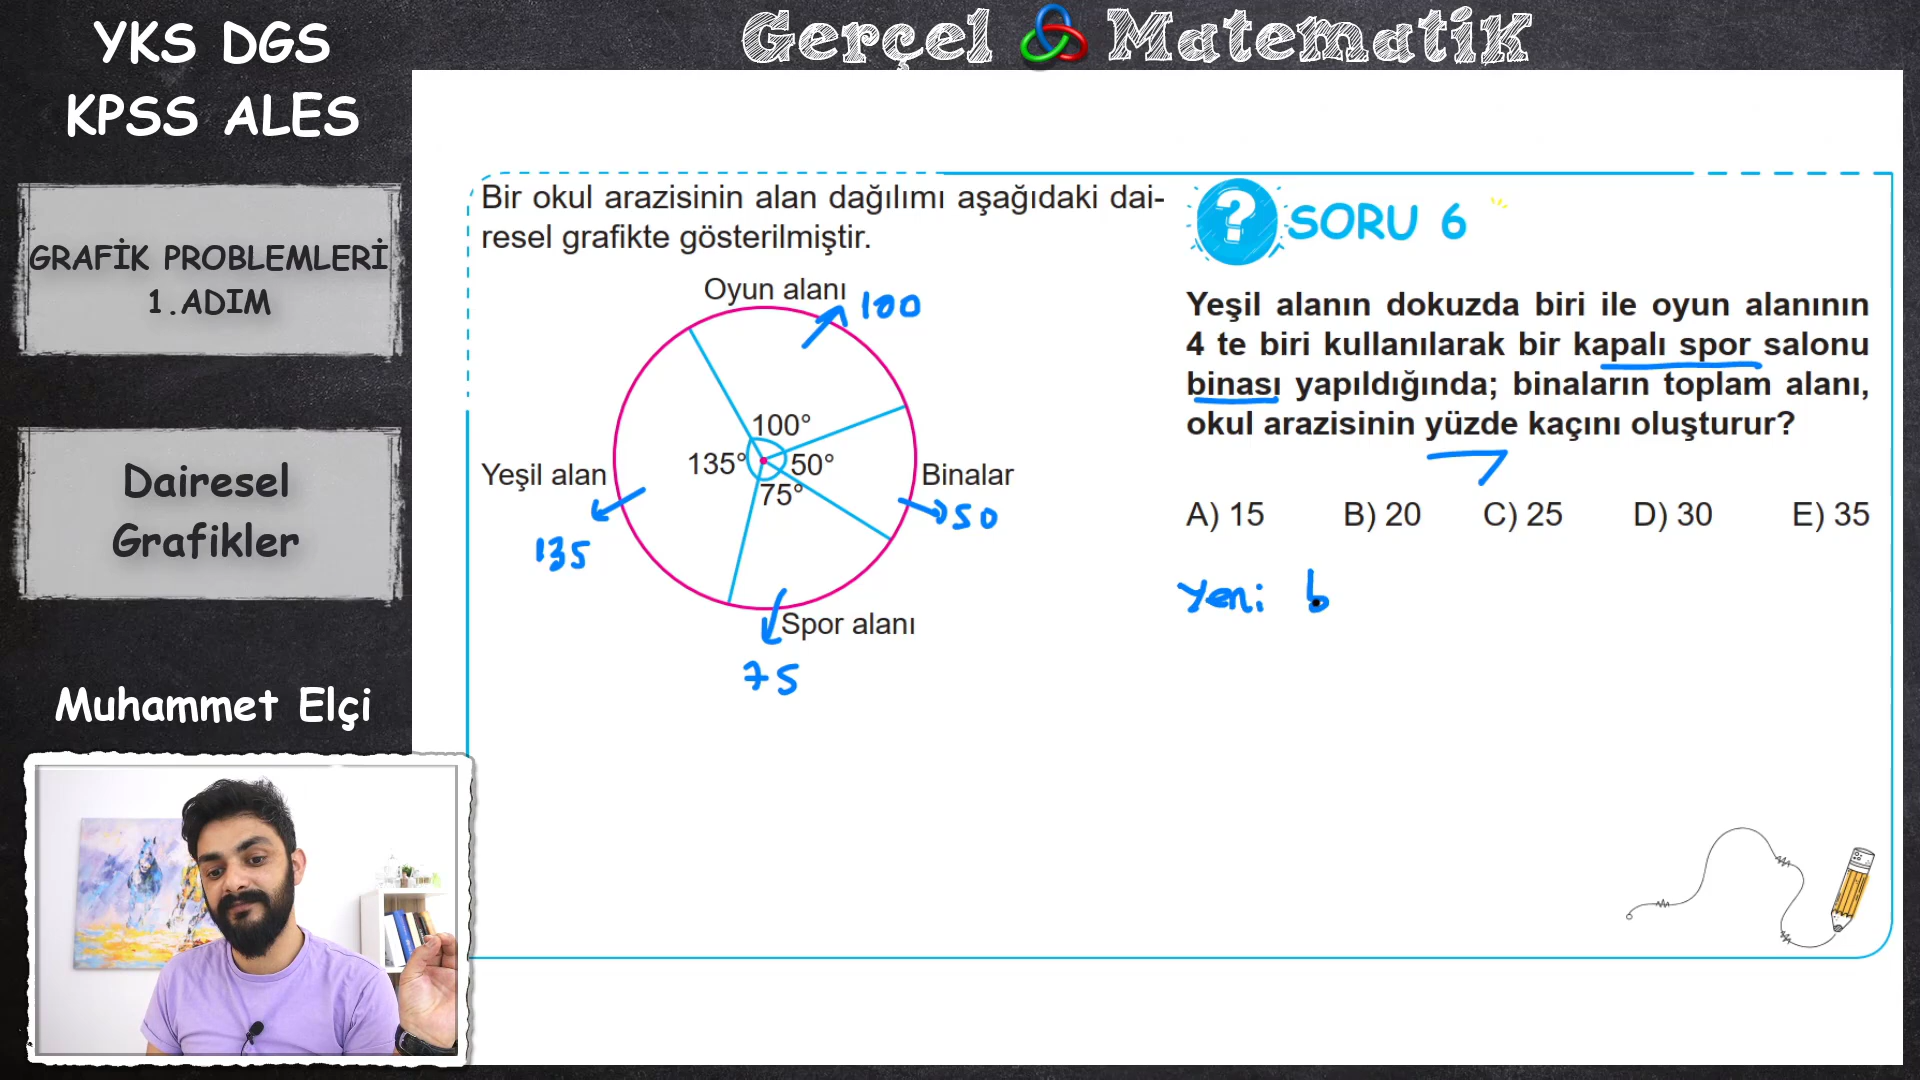 YKS DGS
KPSS ALES
Gerçel Matematik
GRAFİK PROBLEMLERİ
1.ADIM
Dairesel
Grafikler
Muhammet Elçi
Bir okul arazisinin alan dağılımı aşağıdaki dai-
resel grafikte gösterilmiştir.
Oyun alanı
100
100°
135°
50°
75°
Yeşil alan
135
Binalar
50
Spor alanı
75
? SORU 6
Yeşil alanın dokuzda biri ile oyun alanının
4 te biri kullanılarak bir kapalı spor salonu
binası yapıldığında; binaların toplam alanı,
okul arazisinin yüzde kaçını oluşturur?
A) 15 B) 20 C) 25 D) 30 E) 35
Yeni b